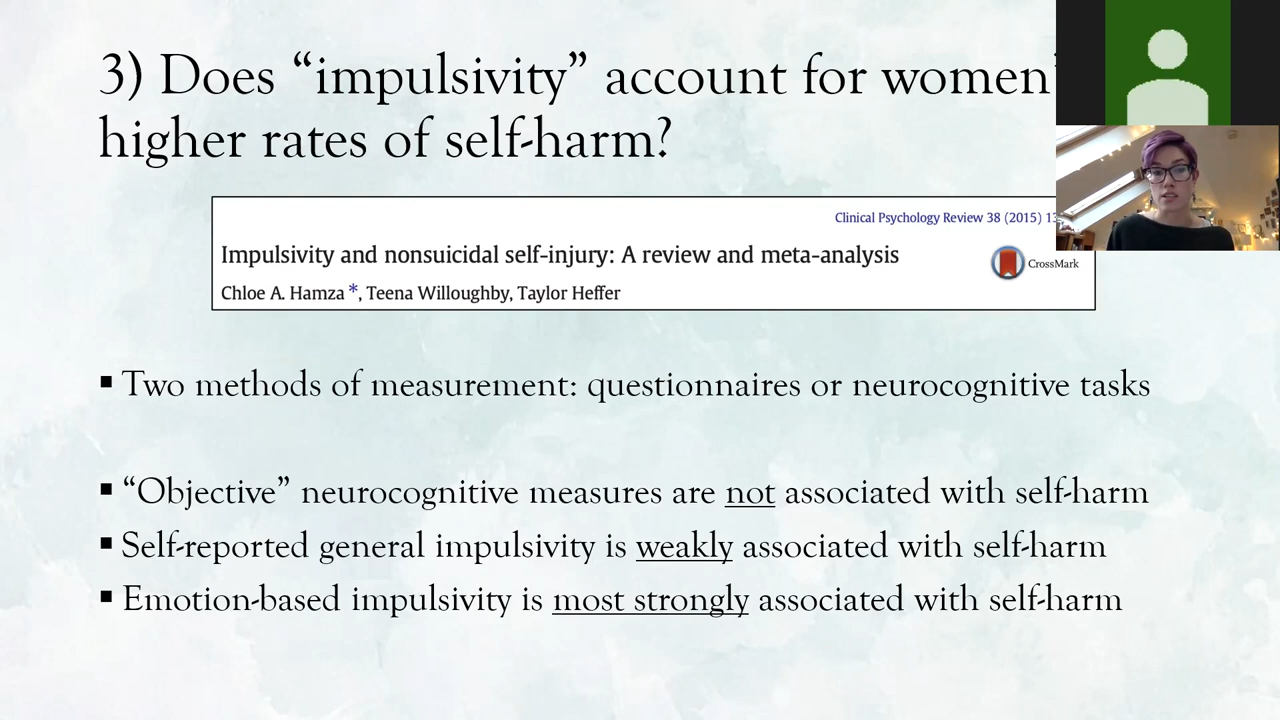 3) Does “impulsivity” account for women’
higher rates of self-harm?
Clinical Psychology Review 38 (2015)
Impulsivity and nonsuicidal self-injury: A review and meta-analysis
CrossMark
Chloe A. Hamza *, Teena Willoughby, Taylor Heffer
▪ Two methods of measurement: questionnaires or neurocognitive tasks
▪ “Objective” neurocognitive measures are not associated with self-harm
▪ Self-reported general impulsivity is weakly associated with self-harm
▪ Emotion-based impulsivity is most strongly associated with self-harm